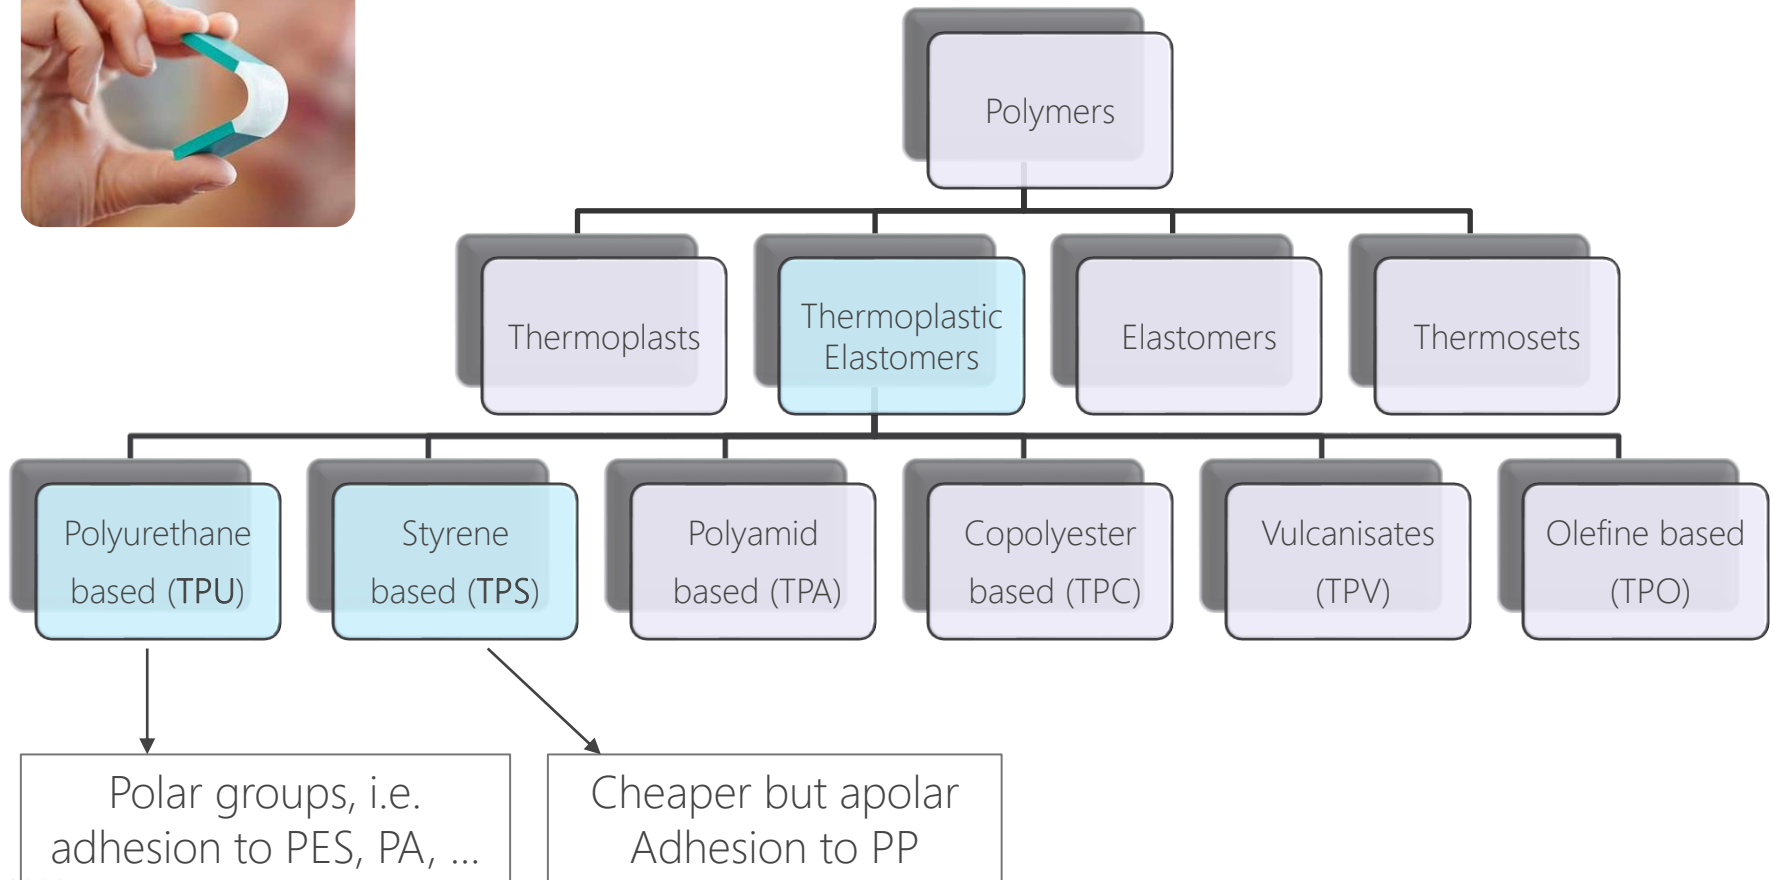 Polymers
Thermoplasts
Thermoplastic
Elastomers
Elastomers
Thermosets
Polyurethane
based (TPU)
Styrene
based (TPS)
Polyamid
based (TPA)
Copolyester
based (TPC)
Vulcanisates
(TPV)
Olefine based
(TPO)
Polar groups, i.e.
adhesion to PES, PA, ...
Cheaper but apolar
Adhesion to PP